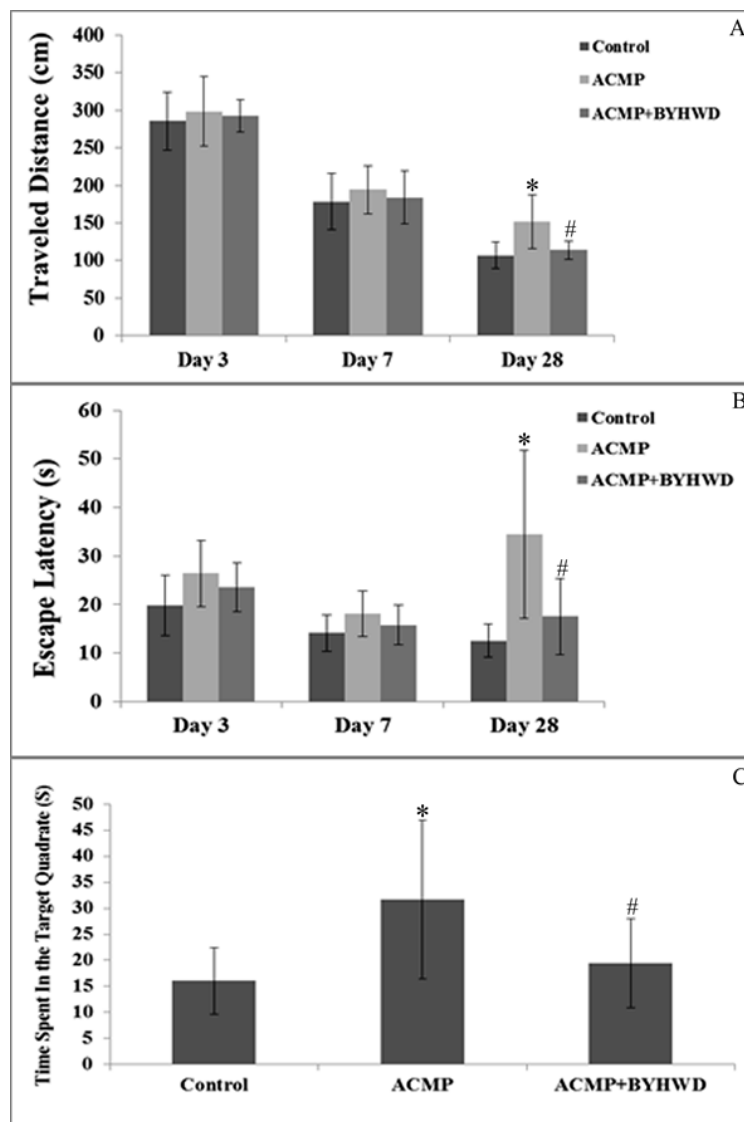 A
Control
ACMP
ACMP+BYHWD
Traveled Distance (cm)
400
350
300
250
200
150
100
50
0
*
#
Day 3 Day 7 Day 28
B
Control
ACMP
ACMP+BYHWD
Escape Latency (s)
60
50
40
30
20
10
0
*
#
Day 3 Day 7 Day 28
C
Time Spent In the Target Quadrate (S)
50
45
40
35
30
25
20
15
10
5
0
*
#
Control ACMP ACMP+BYHWD